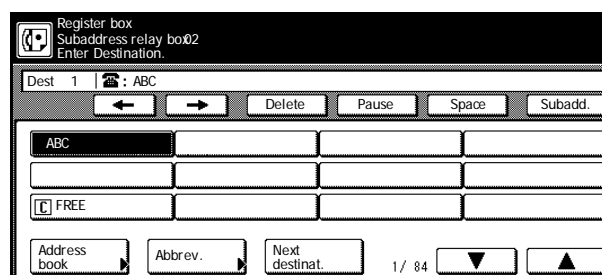 Register box
Subaddress relay box02
Enter Destination.
Dest 1 ☎: ABC
← → Delete Pause Space Subadd.
ABC
C FREE
Address book Abbrev. Next destinat. 1/ 84 ▼ ▲